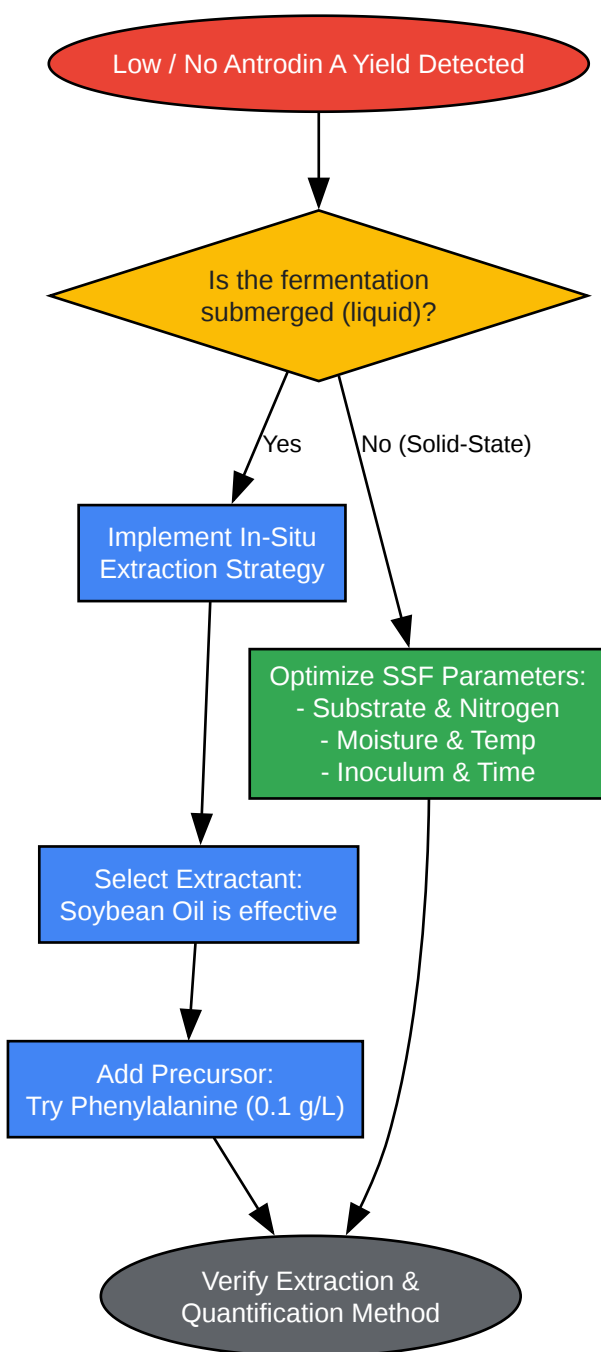 Low / No Antrodin A Yield Detected
Is the fermentation
submerged (liquid)?
Yes
No (Solid-State)
Implement In-Situ
Extraction Strategy
Optimize SSF Parameters:
- Substrate & Nitrogen
- Moisture & Temp
- Inoculum & Time
Select Extractant:
Soybean Oil is effective
Add Precursor:
Try Phenylalanine (0.1 g/L)
Verify Extraction &
Quantification Method